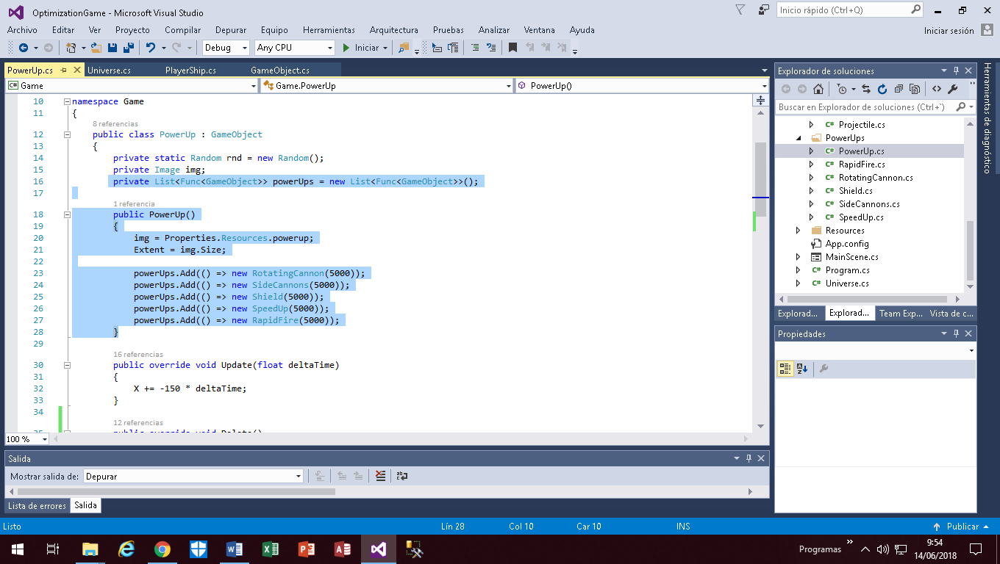 OptimizationGame - Microsoft Visual Studio
Inicio rápido (Ctrl+Q)
Archivo Editar Ver Proyecto Compilar Depurar Equipo Herramientas Arquitectura Pruebas Analizar Ventana Ayuda
Iniciar sesión
Debug Any CPU Iniciar
PowerUp.cs Universe.cs PlayerShip.cs GameObject.cs
Game Game.PowerUp PowerUp()
10 namespace Game
11 {
8 referencias
12 public class PowerUp : GameObject
13 {
14 private static Random rnd = new Random();
15 private Image img;
16 private List<Func<GameObject>> powerUps = new List<Func<GameObject>>();
17
1 referencia
18 public PowerUp()
19 {
20 img = Properties.Resources.powerup;
21 Extent = img.Size;
22
23 powerUps.Add(() => new RotatingCannon(5000));
24 powerUps.Add(() => new SideCannons(5000));
25 powerUps.Add(() => new Shield(5000));
26 powerUps.Add(() => new SpeedUp(5000));
27 powerUps.Add(() => new RapidFire(5000));
28 }
29
16 referencias
30 public override void Update(float deltaTime)
31 {
32 X += -150 * deltaTime;
33 }
34
12 referencias
35 public override void Delete()
100 %
Explorador de soluciones
Buscar en Explorador de soluciones (Ctrl+`)
C# Projectile.cs
PowerUps
C# PowerUp.cs
C# RapidFire.cs
C# RotatingCannon.cs
C# Shield.cs
C# SideCannons.cs
C# SpeedUp.cs
Resources
App.config
MainScene.cs
C# Program.cs
C# Universe.cs
Explorad... Explorad... Team Exp... Vista de c...
Propiedades
Herramientas de diagnóstico
Salida
Mostrar salida de: Depurar
Lista de errores Salida
Listo Lín 28 Col 10 Car 10 INS Publicar
Programas
9:54
14/06/2018